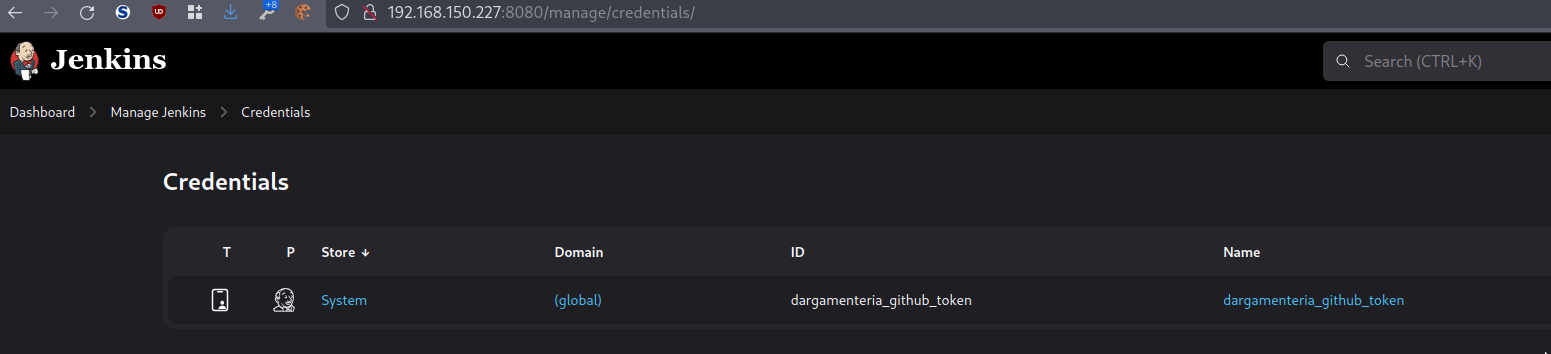 +8
192.168.150.227:8080/manage/credentials/
Jenkins
Search (CTRL+K)
Dashboard > Manage Jenkins > Credentials
Credentials
T P Store ↓ Domain ID Name
System (global) dargamenteria_github_token dargamenteria_github_token